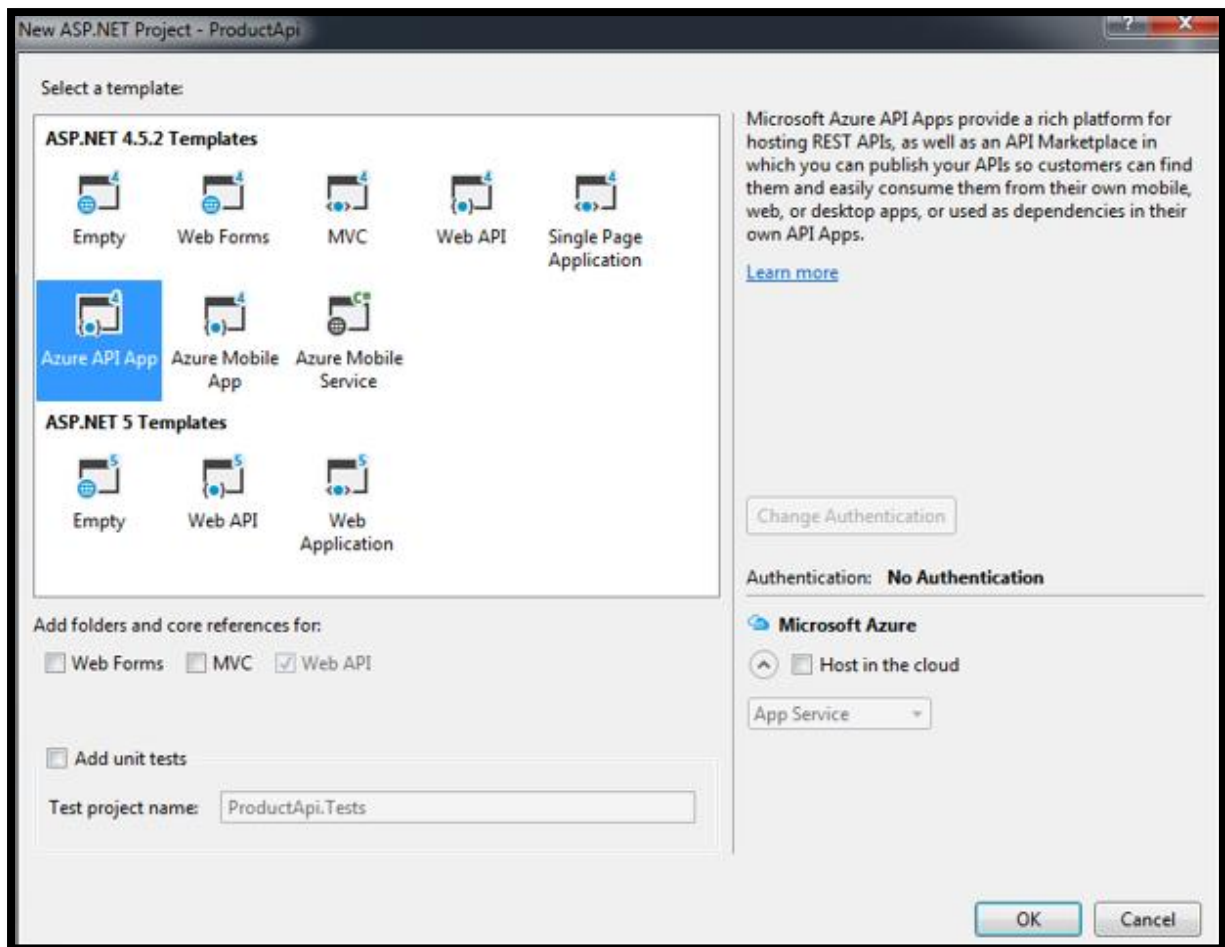 New ASP.NET Project - ProductApi
Select a template:
ASP.NET 4.5.2 Templates
Empty
Web Forms
MVC
Web API
Single Page
Application
Azure API App
Azure Mobile
App
Azure Mobile
Service
ASP.NET 5 Templates
Empty
Web API
Web
Application
Microsoft Azure API Apps provide a rich platform for
hosting REST APIs, as well as an API Marketplace in
which you can publish your APIs so customers can find
them and easily consume them from their own mobile,
web, or desktop apps, or used as dependencies in their
own API Apps.
Learn more
Change Authentication
Authentication: No Authentication
Add folders and core references for:
Web Forms MVC Web API
Add unit tests
Test project name: ProductApi.Tests
Microsoft Azure
Host in the cloud
App Service
OK Cancel